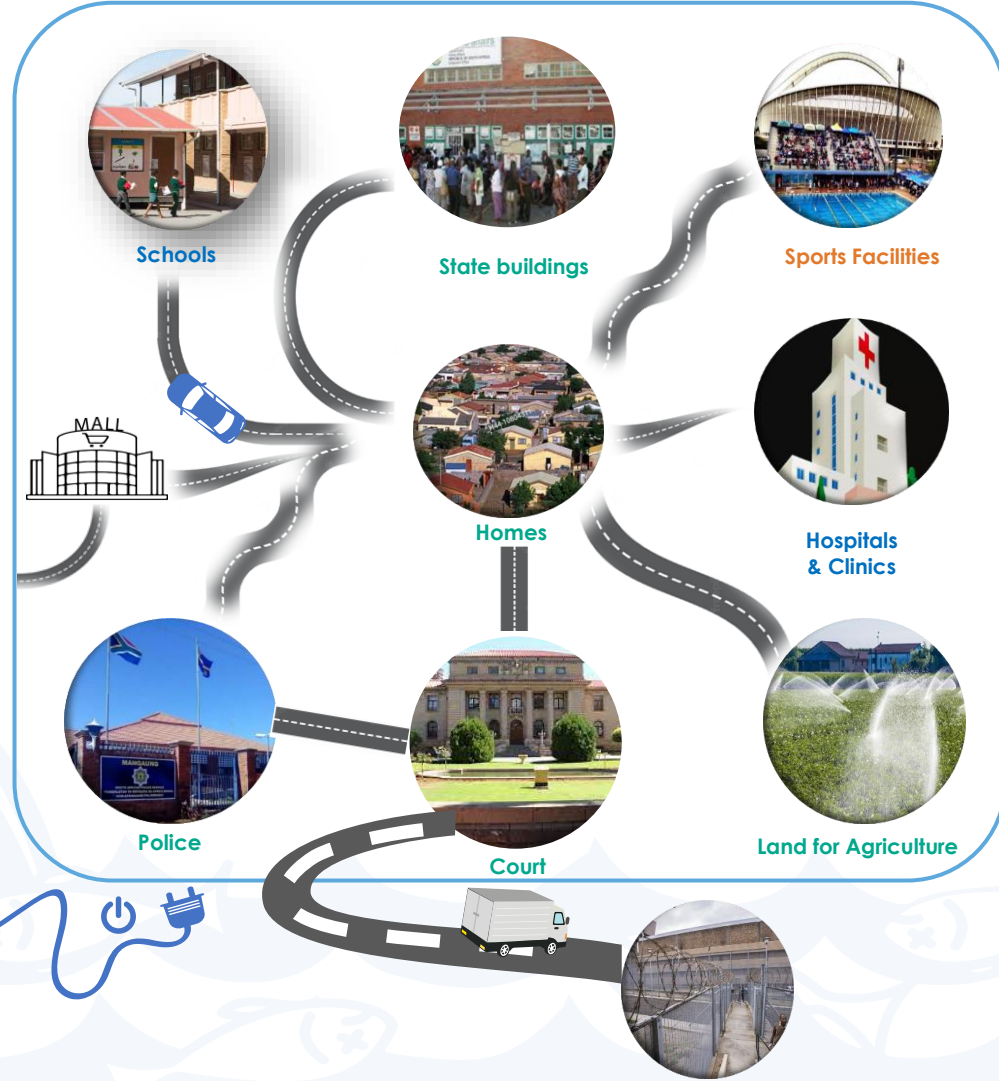 Schools
State buildings
Sports Facilities
MALL
Homes
Hospitals
& Clinics
MANGAUNG
Police
Court
Land for Agriculture